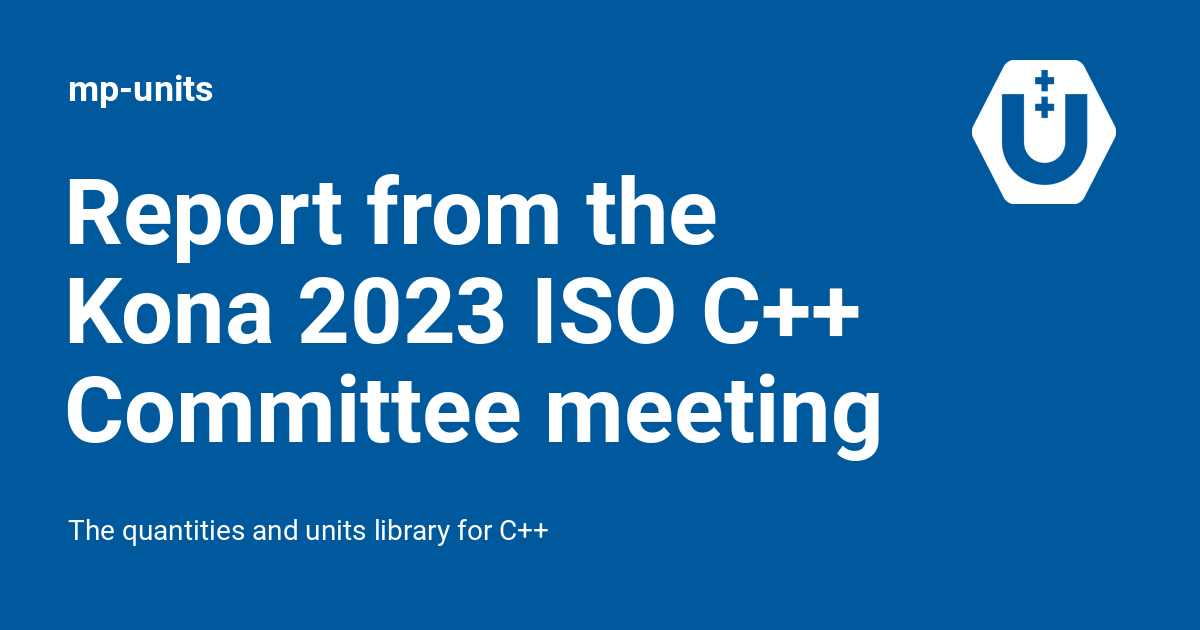 mp-units
Report from the
Kona 2023 ISO C++
Committee meeting
The quantities and units library for C++